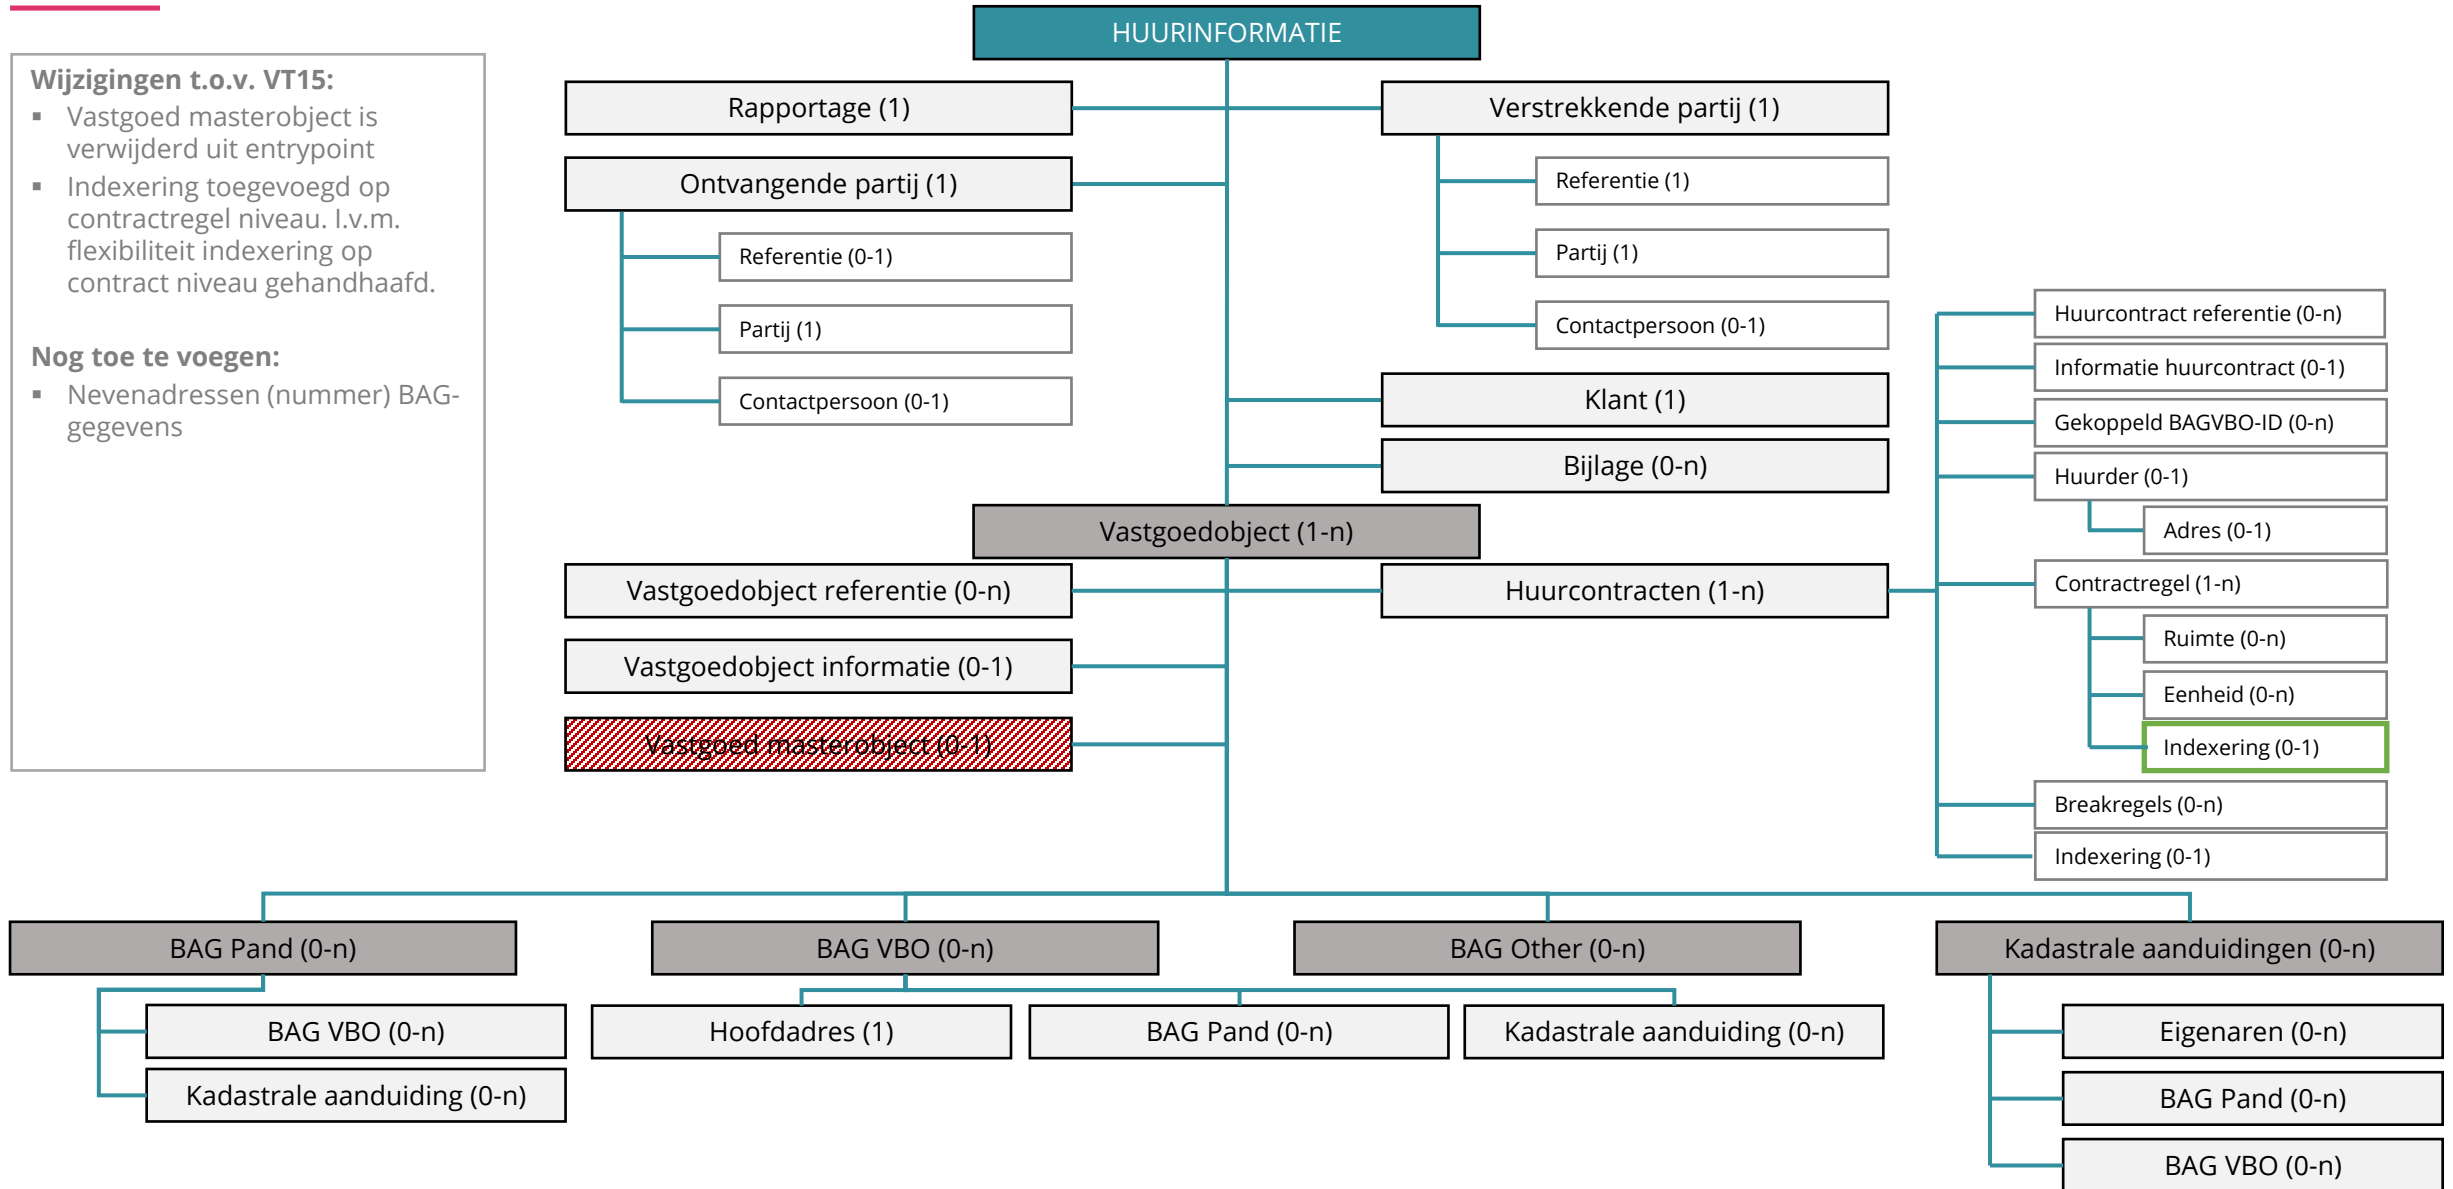 HUURINFORMATIE
Wijzigingen t.o.v. VT15:
▪ Vastgoed masterobject is
verwijderd uit entrypoint
▪ Indexering toegevoegd op
contractregel niveau. I.v.m.
flexibiliteit indexering op
contract niveau gehandhaafd.
Nog toe te voegen:
▪ Nevenadressen (nummer) BAG-
gegevens
Rapportage (1)
Verstrekkende partij (1)
Ontvangende partij (1)
Referentie (0-1)
Partij (1)
Contactpersoon (0-1)
Referentie (1)
Partij (1)
Contactpersoon (0-1)
Klant (1)
Bijlage (0-n)
Vastgoedobject (1-n)
Vastgoedobject referentie (0-n)
Huurcontracten (1-n)
Vastgoedobject informatie (0-1)
Vastgoed masterobject (0-1)
Huurcontract referentie (0-n)
Informatie huurcontract (0-1)
Gekoppeld BAGVBO-ID (0-n)
Huurder (0-1)
Adres (0-1)
Contractregel (1-n)
Ruimte (0-n)
Eenheid (0-n)
Indexering (0-1)
Breakregels (0-n)
Indexering (0-1)
BAG Pand (0-n)
BAG VBO (0-n)
Kadastrale aanduiding (0-n)
BAG VBO (0-n)
Hoofdadres (1)
BAG Pand (0-n)
Kadastrale aanduiding (0-n)
BAG Other (0-n)
Kadastrale aanduidingen (0-n)
Eigenaren (0-n)
BAG Pand (0-n)
BAG VBO (0-n)